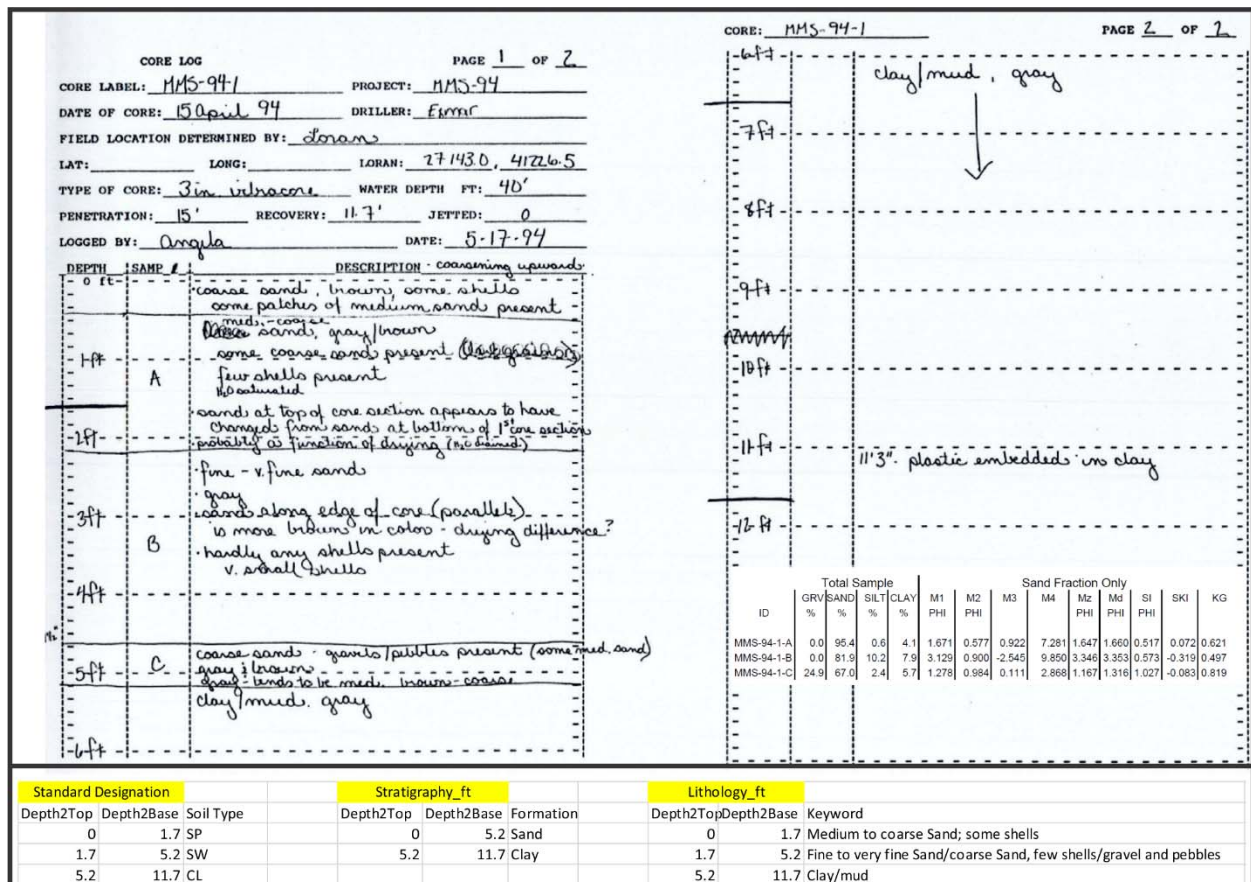 CORE LOG
PAGE 1 OF 2
CORE LABEL: MMS-94-1 PROJECT: MMS-94
DATE OF CORE: 15 April 94 DRILLER: Exmar
FIELD LOCATION DETERMINED BY: Loran
LAT: LONG: LORAN: 27143.0, 41226.5
TYPE OF CORE: 3in vibracore WATER DEPTH FT: 40'
PENETRATION: 15' RECOVERY: 11.7' JETTED: 0
LOGGED BY: Angela DATE: 5-17-94
DEPTH SAMP # DESCRIPTION - coarsening upward
0 ft
coarse sand, brown, some shells
some patches of medium sand present
med.-coarse
sand, gray/brown
1ft some coarse sand present
A few shells present
H2O saturated
sand at top of core section appears to have
2ft changed from sand at bottom of 1st core section
probably as function of drying
fine - v. fine sand
gray
3ft sand along edge of core (parallels)
is more brown in color - drying difference?
B hardly any shells present
v. small shells
4ft
C coarse sand - gravels/pebbles present (some med. sand)
5ft gray & brown
gray - tends to be med. brown - coarse
clay/mud. gray
6ft
CORE: MMS-94-1 PAGE 2 OF 2
6ft
clay/mud, gray
7ft
8ft
9ft
10ft
11ft
11'3". plastic embedded in clay
12 ft
Total Sample Sand Fraction Only
GRV SAND SILT CLAY M1 M2 M3 M4 Mz Md SI SKI KG
ID % % % % PHI PHI PHI PHI PHI
MMS-94-1-A 0.0 95.4 0.6 4.1 1.671 0.577 0.922 7.281 1.647 1.660 0.517 0.072 0.621
MMS-94-1-B 0.0 81.9 10.2 7.9 3.129 0.900 -2.545 9.850 3.346 3.353 0.573 -0.319 0.497
MMS-94-1-C 24.9 67.0 2.4 5.7 1.278 0.984 0.111 2.868 1.167 1.316 1.027 -0.083 0.819
Standard Designation Stratigraphy_ft Lithology_ft
Depth2Top Depth2Base Soil Type Depth2Top Depth2Base Formation Depth2Top Depth2Base Keyword
0 1.7 SP 0 5.2 Sand 0 1.7 Medium to coarse Sand; some shells
1.7 5.2 SW 5.2 11.7 Clay 1.7 5.2 Fine to very fine Sand/coarse Sand, few shells/gravel and pebbles
5.2 11.7 CL 5.2 11.7 Clay/mud